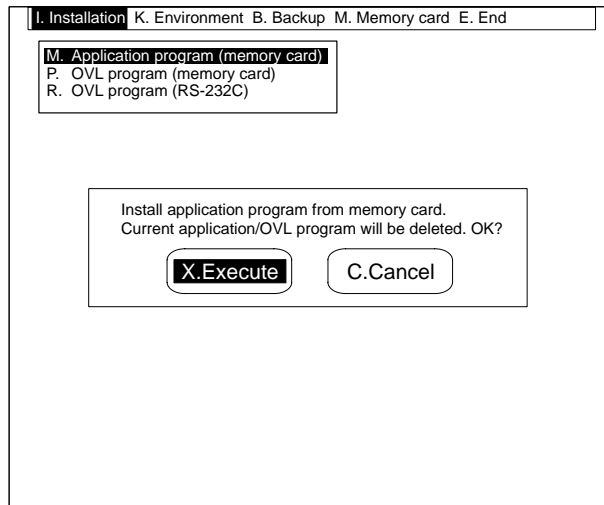 I. Installation K. Environment B. Backup M. Memory card E. End
M. Application program (memory card)
P. OVL program (memory card)
R. OVL program (RS-232C)
Install application program from memory card.
Current application/OVL program will be deleted. OK?
X.Execute C.Cancel